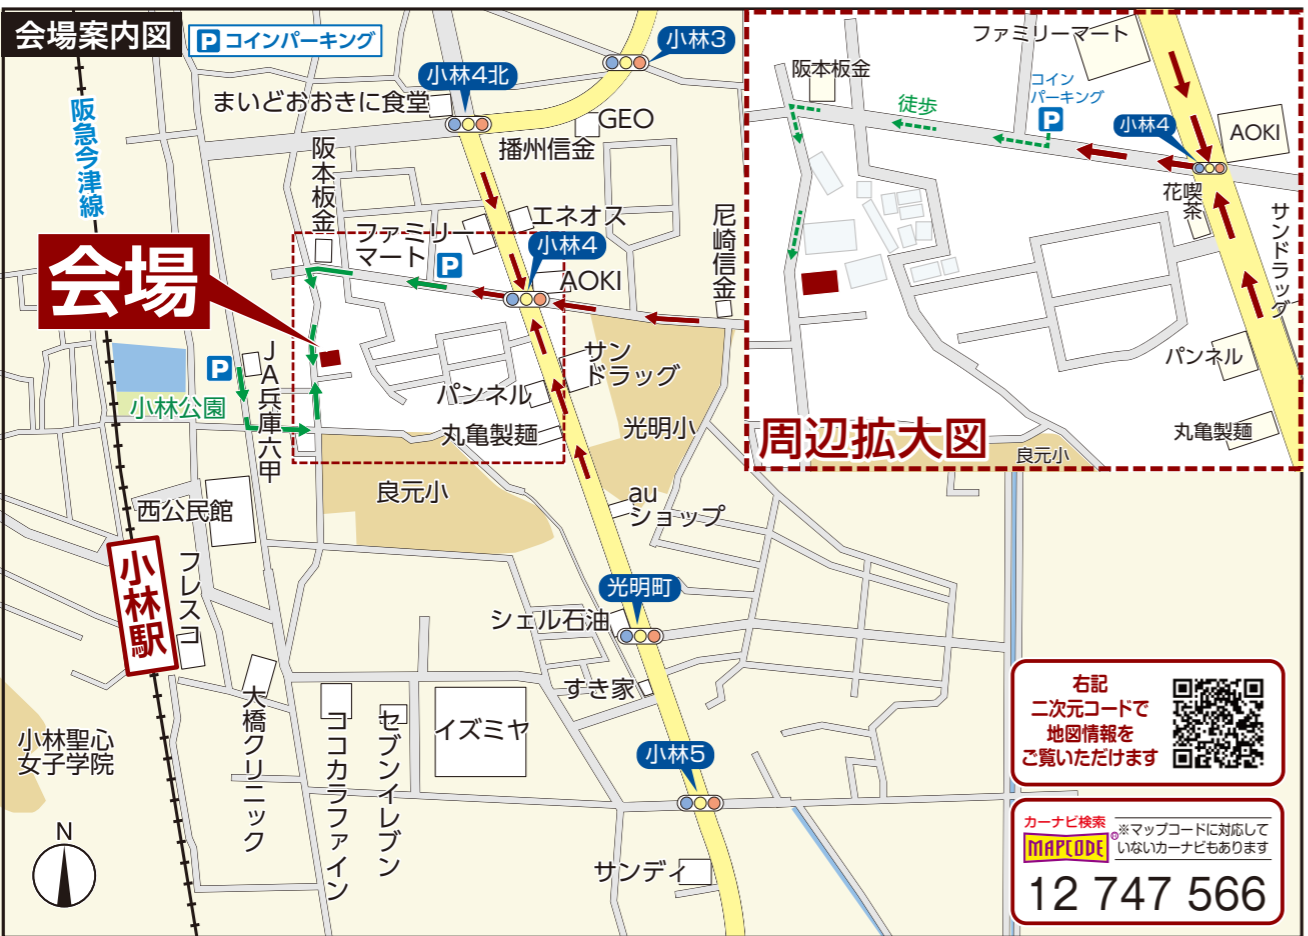 会場案内図
P コインパーキング
小林3
小林4北
まいどおおきに食堂
GEO
播州信金
阪急今津線
阪本板金
エネオス
ファミリー
マート
P
小林4
AOKI
尼崎信金
会場
P
JA兵庫六甲
サン
ドラッグ
パンネル
小林公園
丸亀製麺
光明小
良元小
au
ショップ
西公民館
小林駅
フレスコ
光明町
シェル石油
すき家
大橋クリニック
ココカラファイン
セブンイレブン
イズミヤ
小林聖心
女子学院
小林5
サンディ
N
ファミリーマート
阪本板金
コイン
パーキング
P
徒歩
小林4
AOKI
花喫茶
サンドラッグ
パンネル
丸亀製麺
周辺拡大図
良元小
右記
二次元コードで
地図情報を
ご覧いただけます
カーナビ検索
MAPCODE®
※マップコードに対応して
いないカーナビもあります
12 747 566